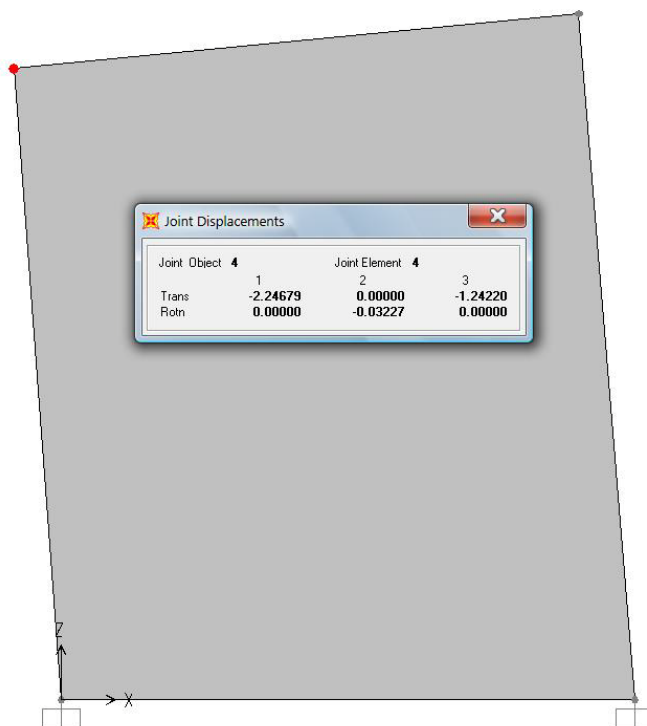 Joint Displacements
Joint Object 4 Joint Element 4
1 2 3
Trans -2.24679 0.00000 -1.24220
Rotn 0.00000 -0.03227 0.00000
Z
X